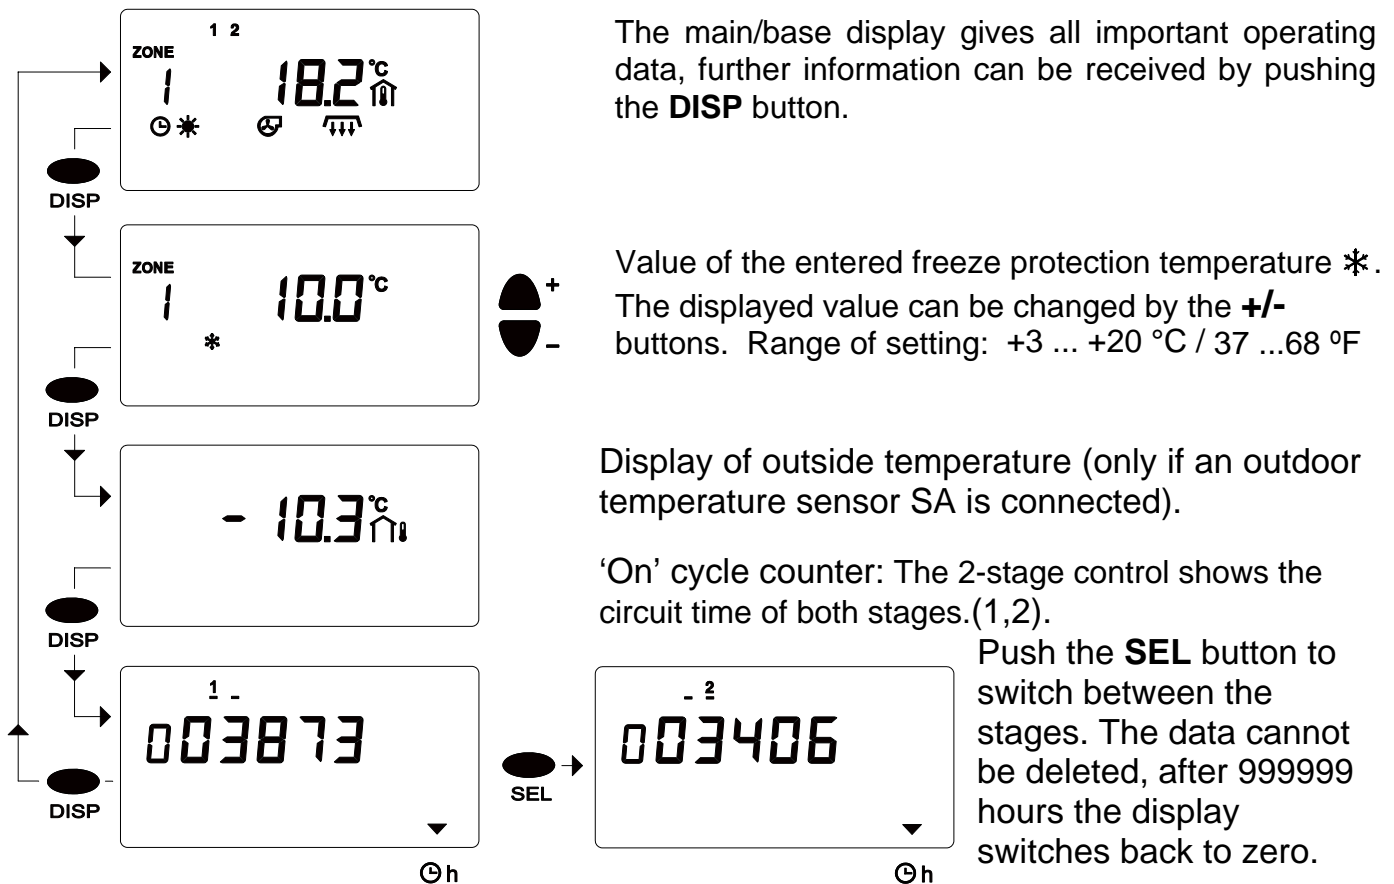 1 2
ZONE
1 18.2 °C
The main/base display gives all important operating
data, further information can be received by pushing
the DISP button.
DISP
ZONE
1 10.0 °C
+
−
Value of the entered freeze protection temperature ❄.
The displayed value can be changed by the +/-
buttons. Range of setting: +3 ... +20 °C / 37 ...68 ºF
DISP
- 10.3 °C
Display of outside temperature (only if an outdoor
temperature sensor SA is connected).
DISP
‘On’ cycle counter: The 2-stage control shows the
circuit time of both stages.(1,2).
1 -
003873
h
DISP
SEL
- 2
003406
h
Push the SEL button to
switch between the
stages. The data cannot
be deleted, after 999999
hours the display
switches back to zero.